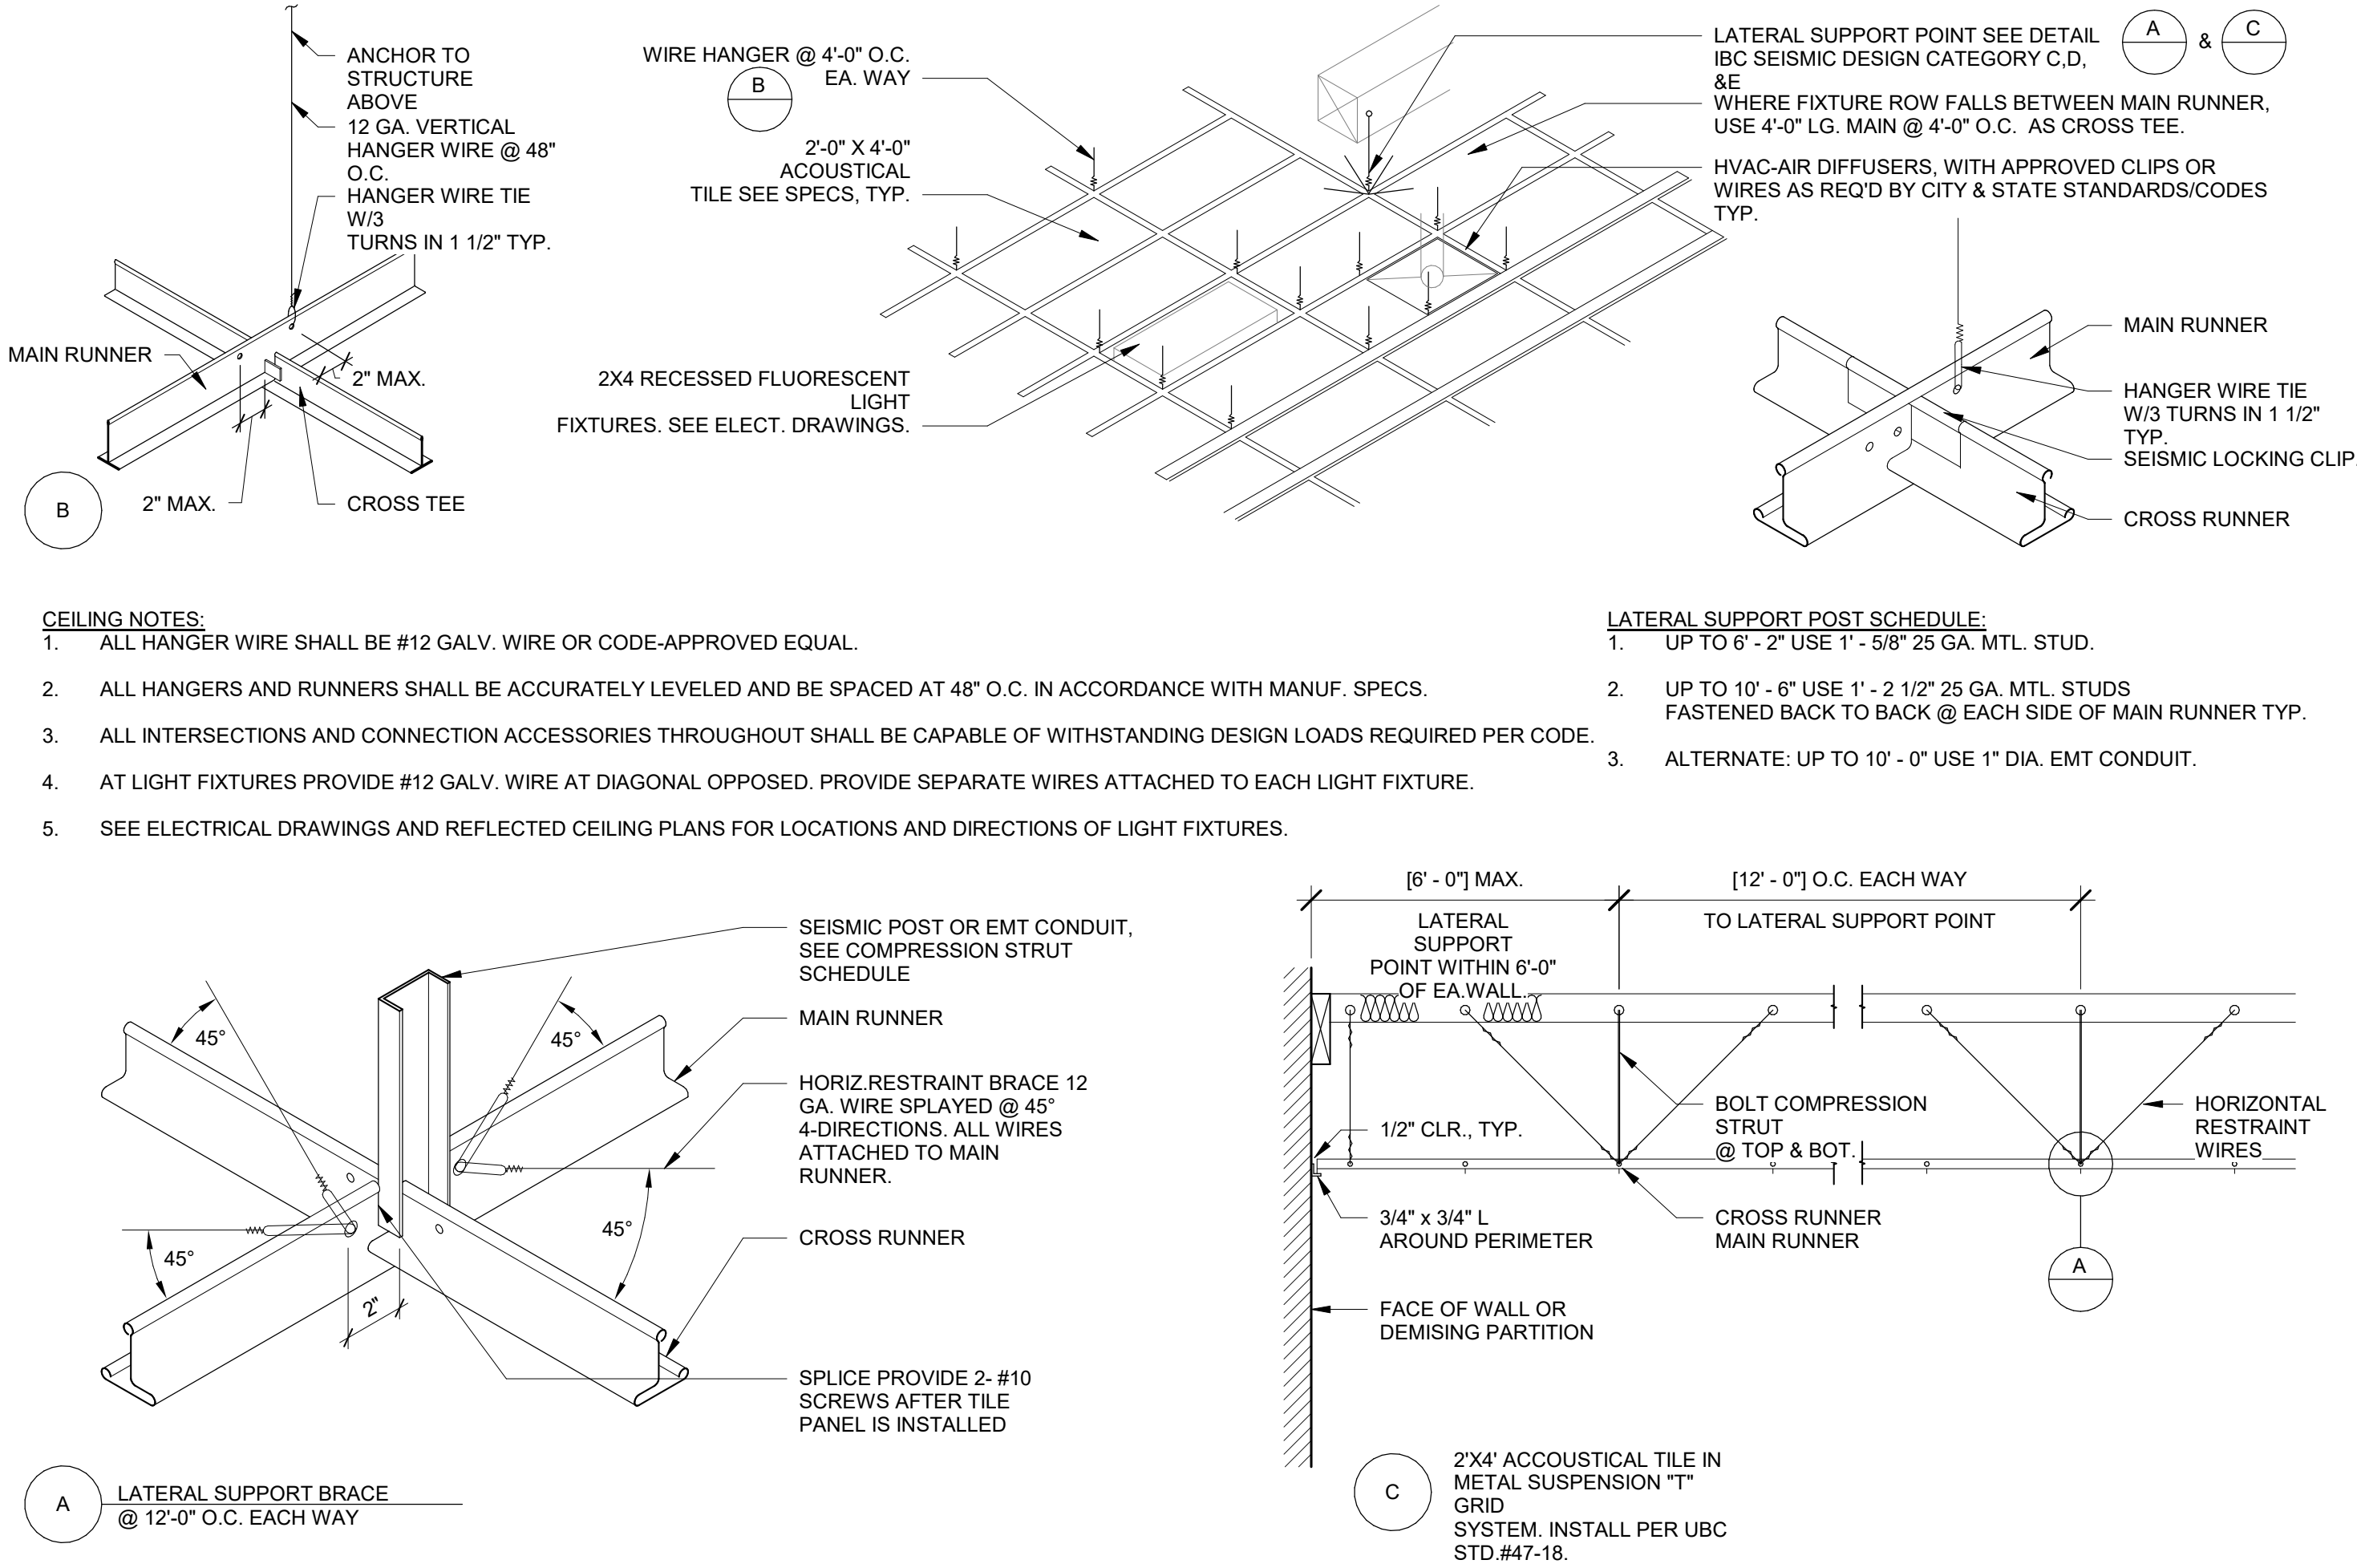 ANCHOR TO
STRUCTURE
ABOVE
12 GA. VERTICAL
HANGER WIRE @ 48"
O.C.
HANGER WIRE TIE
W/3
TURNS IN 1 1/2" TYP.
MAIN RUNNER
2" MAX.
2" MAX.
CROSS TEE
B
WIRE HANGER @ 4'-0" O.C.
EA. WAY
B
2'-0" X 4'-0"
ACOUSTICAL
TILE SEE SPECS, TYP.
2X4 RECESSED FLUORESCENT
LIGHT
FIXTURES. SEE ELECT. DRAWINGS.
LATERAL SUPPORT POINT SEE DETAIL
IBC SEISMIC DESIGN CATEGORY C,D,
&E
A & C
WHERE FIXTURE ROW FALLS BETWEEN MAIN RUNNER,
USE 4'-0" LG. MAIN @ 4'-0" O.C. AS CROSS TEE.
HVAC-AIR DIFFUSERS, WITH APPROVED CLIPS OR
WIRES AS REQ'D BY CITY & STATE STANDARDS/CODES
TYP.
MAIN RUNNER
HANGER WIRE TIE
W/3 TURNS IN 1 1/2"
TYP.
SEISMIC LOCKING CLIP.
CROSS RUNNER
CEILING NOTES:
1. ALL HANGER WIRE SHALL BE #12 GALV. WIRE OR CODE-APPROVED EQUAL.
2. ALL HANGERS AND RUNNERS SHALL BE ACCURATELY LEVELED AND BE SPACED AT 48" O.C. IN ACCORDANCE WITH MANUF. SPECS.
3. ALL INTERSECTIONS AND CONNECTION ACCESSORIES THROUGHOUT SHALL BE CAPABLE OF WITHSTANDING DESIGN LOADS REQUIRED PER CODE.
4. AT LIGHT FIXTURES PROVIDE #12 GALV. WIRE AT DIAGONAL OPPOSED. PROVIDE SEPARATE WIRES ATTACHED TO EACH LIGHT FIXTURE.
5. SEE ELECTRICAL DRAWINGS AND REFLECTED CEILING PLANS FOR LOCATIONS AND DIRECTIONS OF LIGHT FIXTURES.
LATERAL SUPPORT POST SCHEDULE:
1. UP TO 6' - 2" USE 1' - 5/8" 25 GA. MTL. STUD.
2. UP TO 10' - 6" USE 1' - 2 1/2" 25 GA. MTL. STUDS
FASTENED BACK TO BACK @ EACH SIDE OF MAIN RUNNER TYP.
3. ALTERNATE: UP TO 10' - 0" USE 1" DIA. EMT CONDUIT.
45°
45°
45°
45°
2"
SEISMIC POST OR EMT CONDUIT,
SEE COMPRESSION STRUT
SCHEDULE
MAIN RUNNER
HORIZ.RESTRAINT BRACE 12
GA. WIRE SPLAYED @ 45°
4-DIRECTIONS. ALL WIRES
ATTACHED TO MAIN
RUNNER.
CROSS RUNNER
SPLICE PROVIDE 2- #10
SCREWS AFTER TILE
PANEL IS INSTALLED
A
LATERAL SUPPORT BRACE
@ 12'-0" O.C. EACH WAY
[6' - 0"] MAX.
[12' - 0"] O.C. EACH WAY
LATERAL
SUPPORT
POINT WITHIN 6'-0"
OF EA.WALL.
TO LATERAL SUPPORT POINT
1/2" CLR., TYP.
BOLT COMPRESSION
STRUT
@ TOP & BOT.
HORIZONTAL
RESTRAINT
WIRES
3/4" x 3/4" L
AROUND PERIMETER
CROSS RUNNER
MAIN RUNNER
A
FACE OF WALL OR
DEMISING PARTITION
C
2'X4' ACCOUSTICAL TILE IN
METAL SUSPENSION "T"
GRID
SYSTEM. INSTALL PER UBC
STD.#47-18.